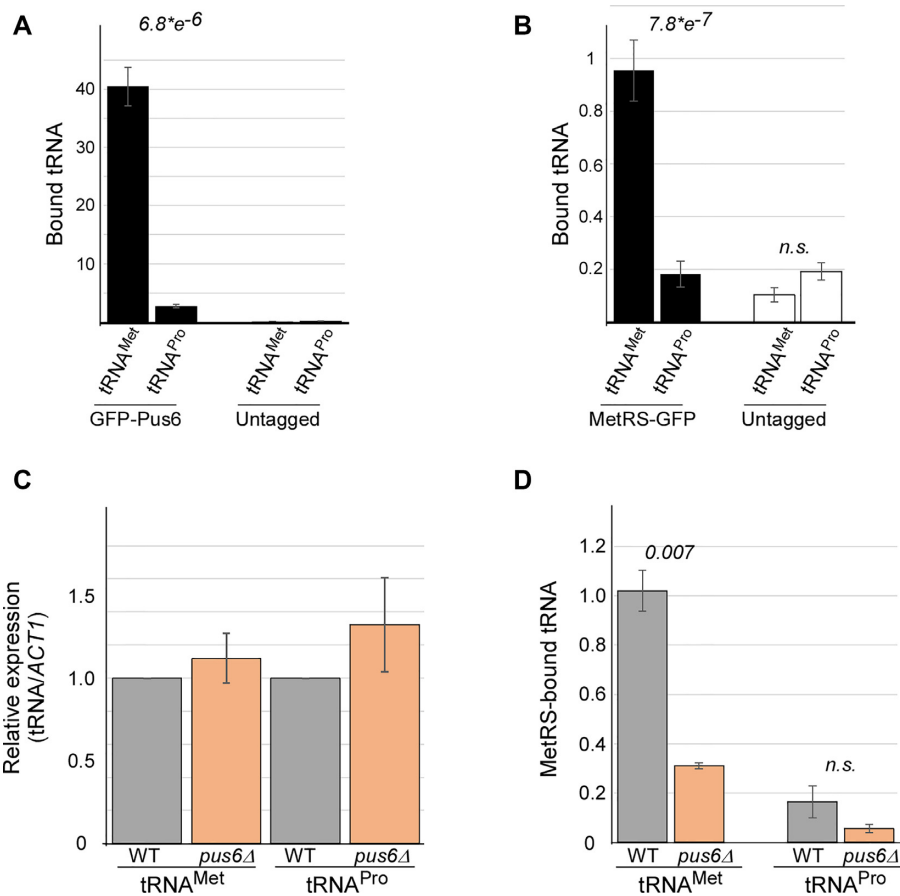 A
6.8*e-6
Bound tRNA
40
30
20
10
tRNAMet
tRNAPro
tRNAMet
tRNAPro
GFP-Pus6
Untagged
B
7.8*e-7
Bound tRNA
1
0.8
0.6
0.4
0.2
n.s.
tRNAMet
tRNAPro
tRNAMet
tRNAPro
MetRS-GFP
Untagged
C
Relative expression
(tRNA/ACT1)
1.5
1.0
0.5
0
WT
pus6Δ
WT
pus6Δ
tRNAMet
tRNAPro
D
MetRS-bound tRNA
1.2
1.0
0.8
0.6
0.4
0.2
0
0.007
n.s.
WT
pus6Δ
WT
pus6Δ
tRNAMet
tRNAPro